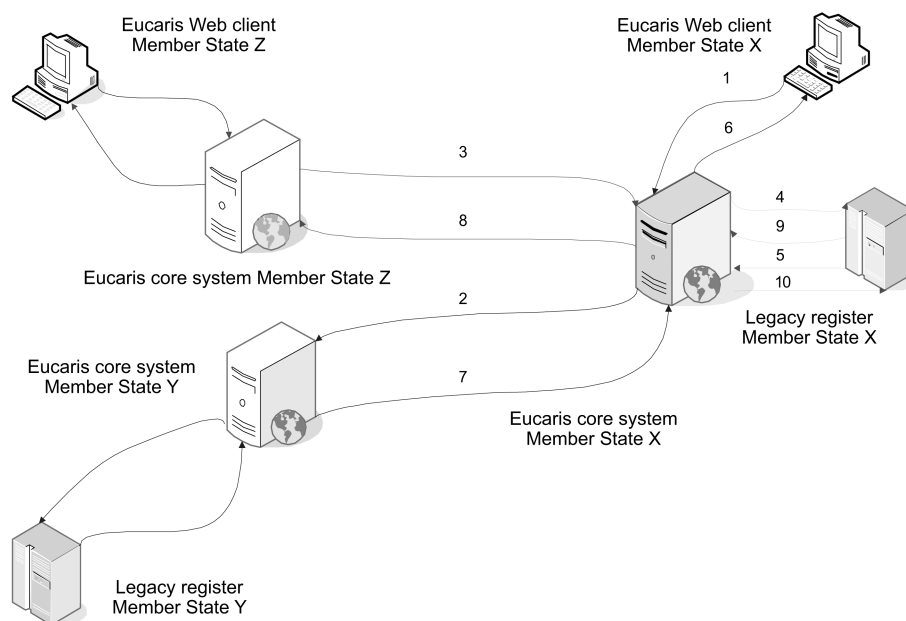 Eucaris Web client
Member State Z
Eucaris Web client
Member State X
1
6
3
4
9
8
5
10
Eucaris core system Member State Z
2
Legacy register
Member State X
Eucaris core system
Member State Y
7
Eucaris core system
Member State X
Legacy register
Member State Y